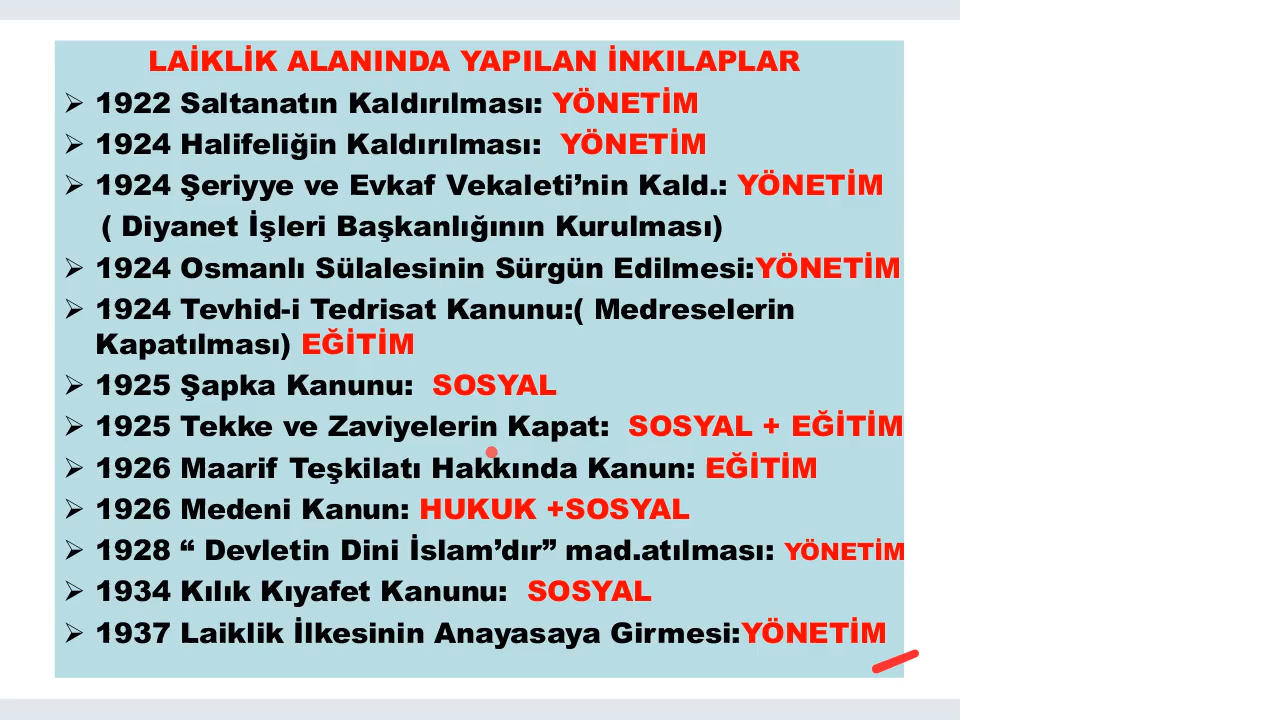 LAİKLİK ALANINDA YAPILAN İNKILAPLAR
➢ 1922 Saltanatın Kaldırılması: YÖNETİM
➢ 1924 Halifeliğin Kaldırılması: YÖNETİM
➢ 1924 Şeriyye ve Evkaf Vekaleti’nin Kald.: YÖNETİM
( Diyanet İşleri Başkanlığının Kurulması)
➢ 1924 Osmanlı Sülalesinin Sürgün Edilmesi:YÖNETİM
➢ 1924 Tevhid-i Tedrisat Kanunu:( Medreselerin
Kapatılması) EĞİTİM
➢ 1925 Şapka Kanunu: SOSYAL
➢ 1925 Tekke ve Zaviyelerin Kapat: SOSYAL + EĞİTİM
➢ 1926 Maarif Teşkilatı Hakkında Kanun: EĞİTİM
➢ 1926 Medeni Kanun: HUKUK +SOSYAL
➢ 1928 “ Devletin Dini İslam’dır” mad.atılması: YÖNETİM
➢ 1934 Kılık Kıyafet Kanunu: SOSYAL
➢ 1937 Laiklik İlkesinin Anayasaya Girmesi:YÖNETİM